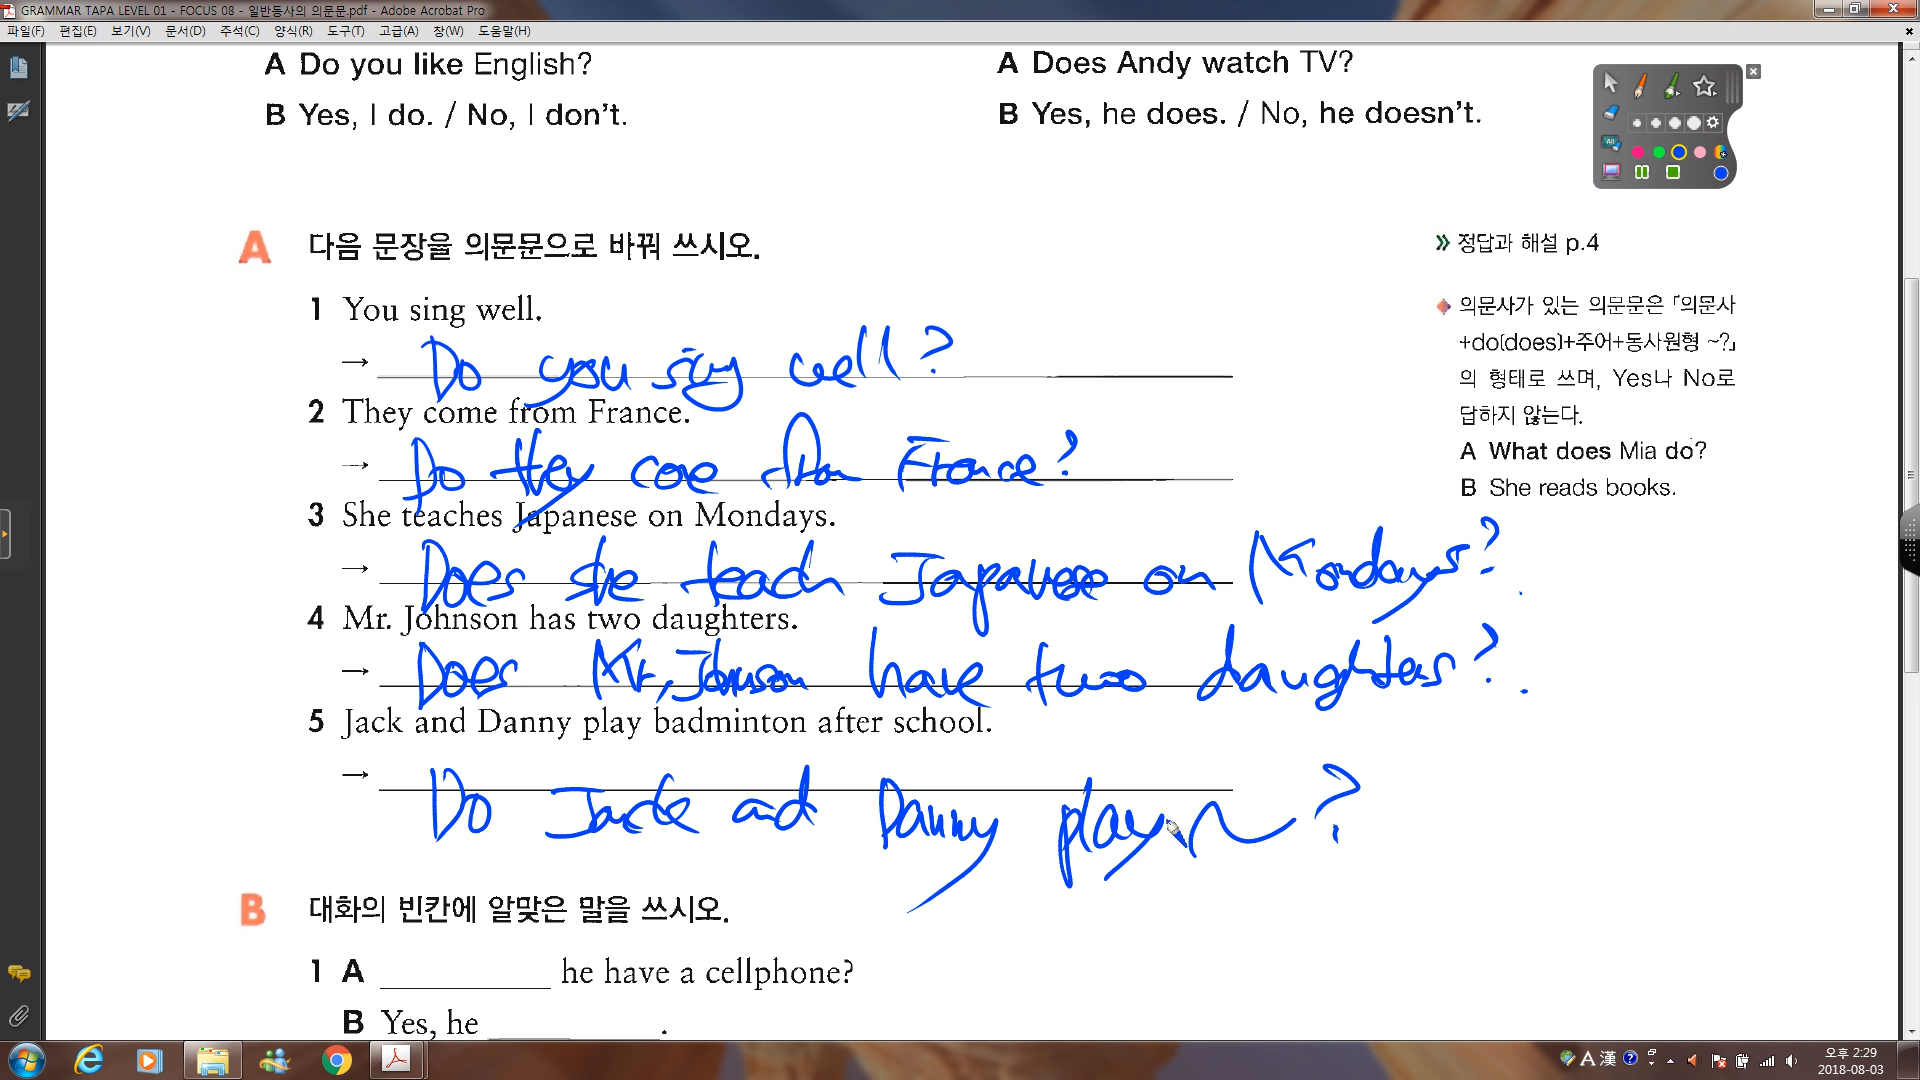 GRAMMAR TAPA LEVEL 01 - FOCUS 08 - 일반동사의 의문문.pdf - Adobe Acrobat Pro
파일(F) 편집(E) 보기(V) 문서(D) 주석(C) 양식(R) 도구(T) 고급(A) 창(W) 도움말(H)
A Do you like English?
B Yes, I do. / No, I don't.
A Does Andy watch TV?
B Yes, he does. / No, he doesn't.
A 다음 문장을 의문문으로 바꿔 쓰시오.
1 You sing well.
→ Do you sing well?
2 They come from France.
→ Do they come from France?
3 She teaches Japanese on Mondays.
→ Does she teach Japanese on Mondays?
4 Mr. Johnson has two daughters.
→ Does Mr. Johnson have two daughters?
5 Jack and Danny play badminton after school.
→ Do Jack and Danny play ?
» 정답과 해설 p.4
의문사가 있는 의문문은 「의문사
+do(does)+주어+동사원형 ~?」
의 형태로 쓰며, Yes나 No로
답하지 않는다.
A What does Mia do?
B She reads books.
B 대화의 빈칸에 알맞은 말을 쓰시오.
1 A ________ he have a cellphone?
B Yes, he ________ .
A 漢
오후 2:29
2018-08-03